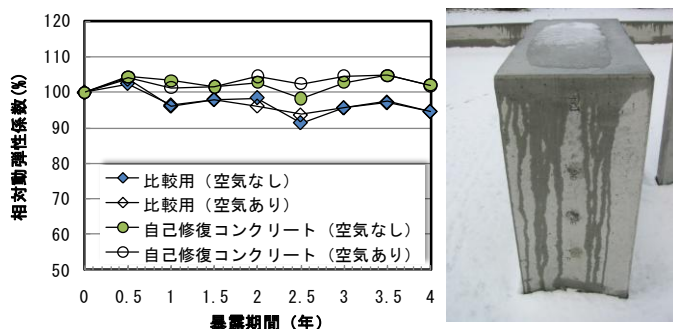 相対動弾性係数(%)
120
110
100
90
80
70
60
50
比較用（空気なし）
比較用（空気あり）
自己修復コンクリート（空気なし）
自己修復コンクリート（空気あり）
0 0.5 1 1.5 2 2.5 3 3.5 4
暴露期間（年）